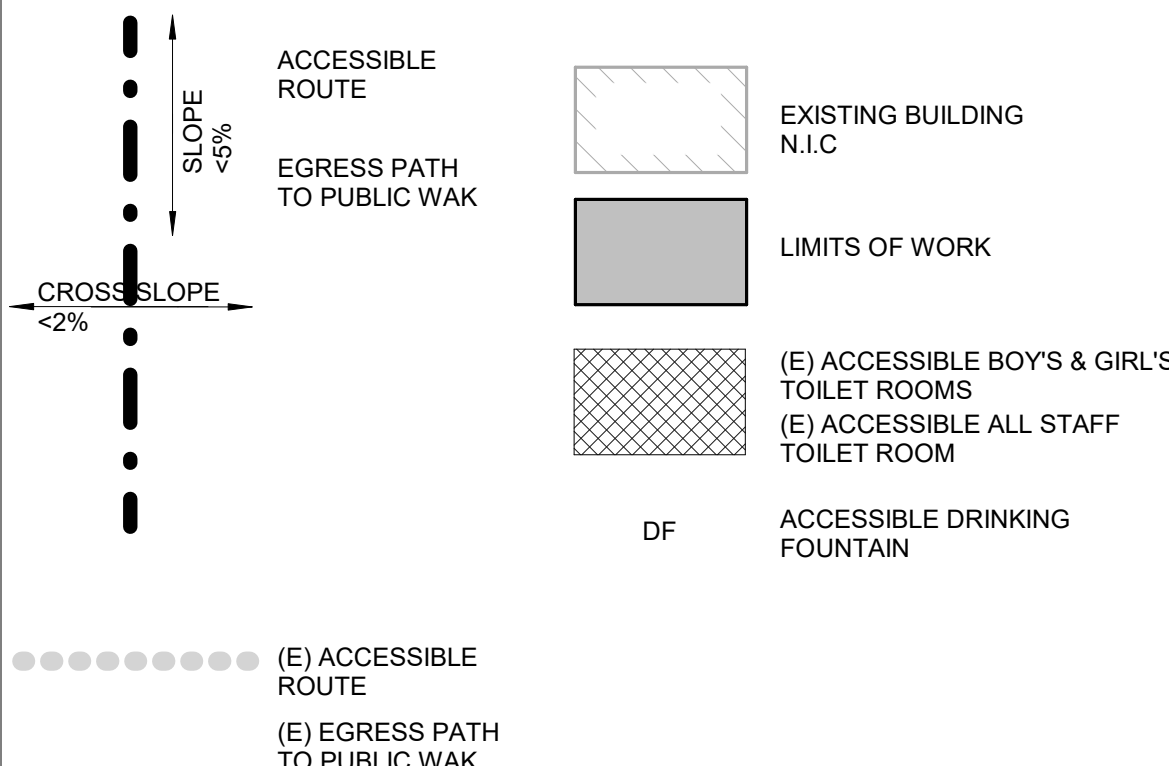 ACCESSIBLE
ROUTE
SLOPE
<5%
EGRESS PATH
TO PUBLIC WAK
CROSS SLOPE
<2%
(E) ACCESSIBLE
ROUTE
(E) EGRESS PATH
TO PUBLIC WAK
EXISTING BUILDING
N.I.C
LIMITS OF WORK
(E) ACCESSIBLE BOY'S & GIRL'S
TOILET ROOMS
(E) ACCESSIBLE ALL STAFF
TOILET ROOM
DF
ACCESSIBLE DRINKING
FOUNTAIN